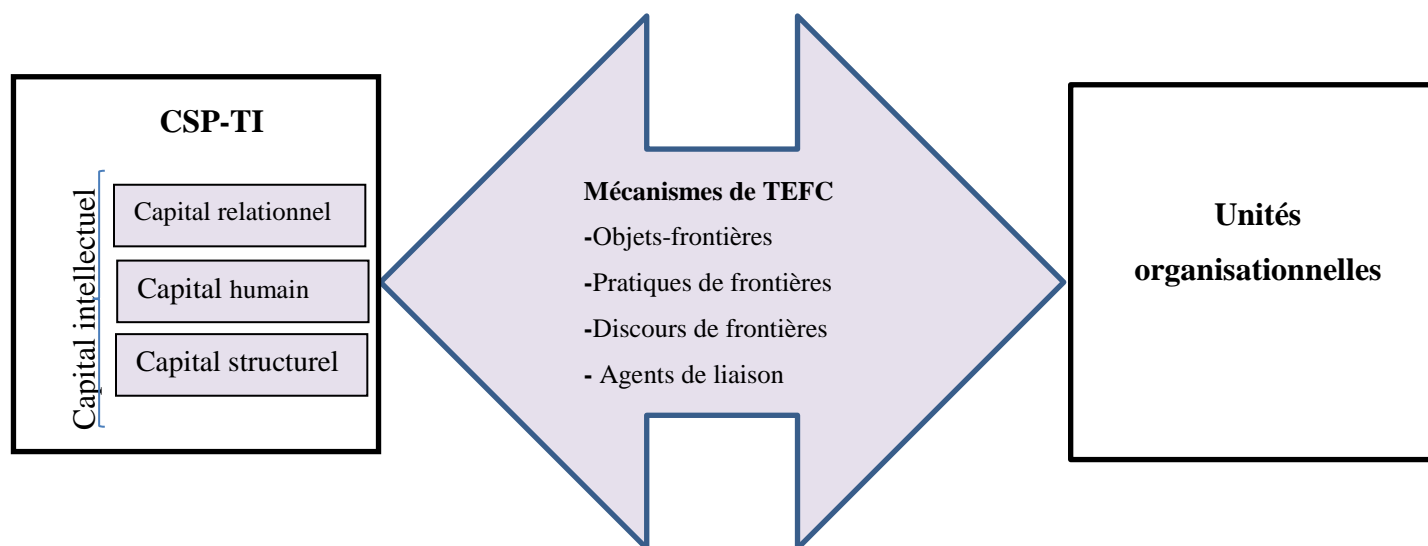 CSP-TI
Capital intellectuel
Capital relationnel
Capital humain
Capital structurel
Mécanismes de TEFC
-Objets-frontières
-Pratiques de frontières
-Discours de frontières
- Agents de liaison
Unités
organisationnelles